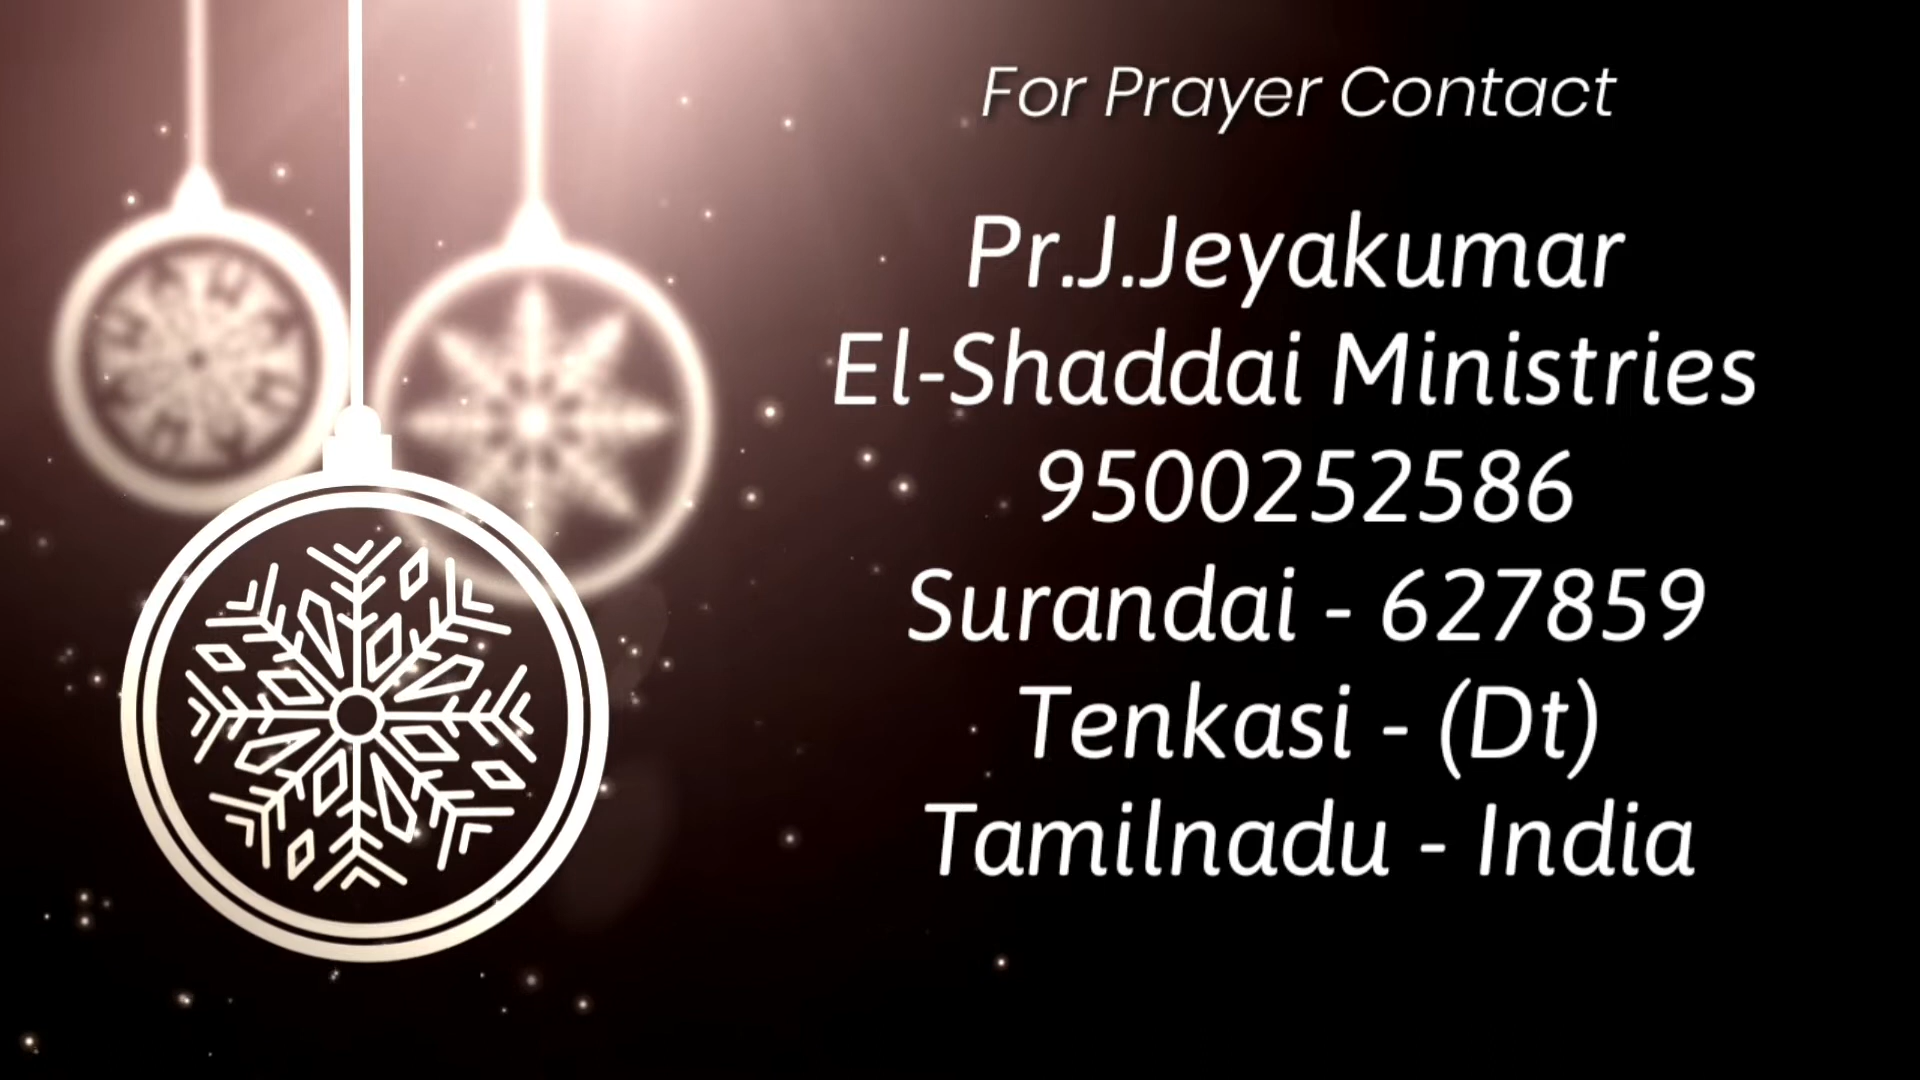 For Prayer Contact
Pr.J.Jeyakumar
El-Shaddai Ministries
9500252586
Surandai - 627859
Tenkasi - (Dt)
Tamilnadu - India